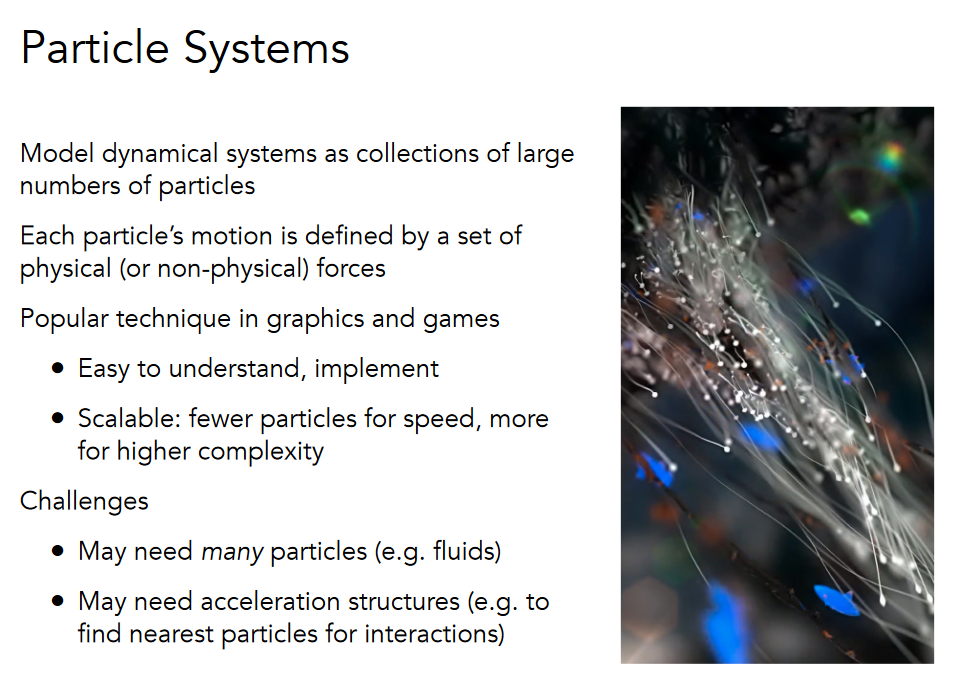 Particle Systems
Model dynamical systems as collections of large
numbers of particles
Each particle’s motion is defined by a set of
physical (or non-physical) forces
Popular technique in graphics and games
• Easy to understand, implement
• Scalable: fewer particles for speed, more
for higher complexity
Challenges
• May need many particles (e.g. fluids)
• May need acceleration structures (e.g. to
find nearest particles for interactions)